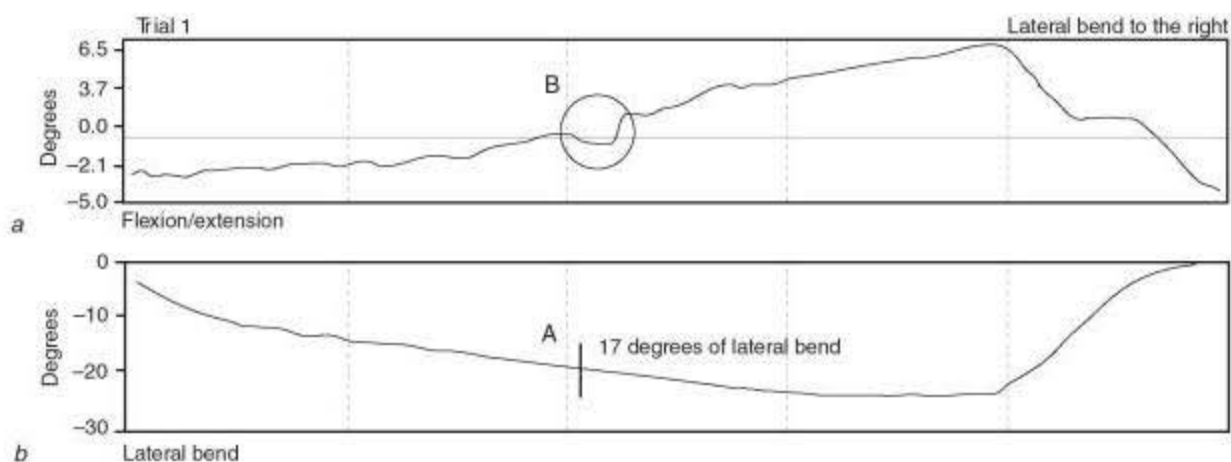 Trial 1 Lateral bend to the right
6.5
3.7
0.0
–2.1
–5.0
Degrees
B
a
Flexion/extension
0
–10
–20
–30
Degrees
A
17 degrees of lateral bend
b
Lateral bend